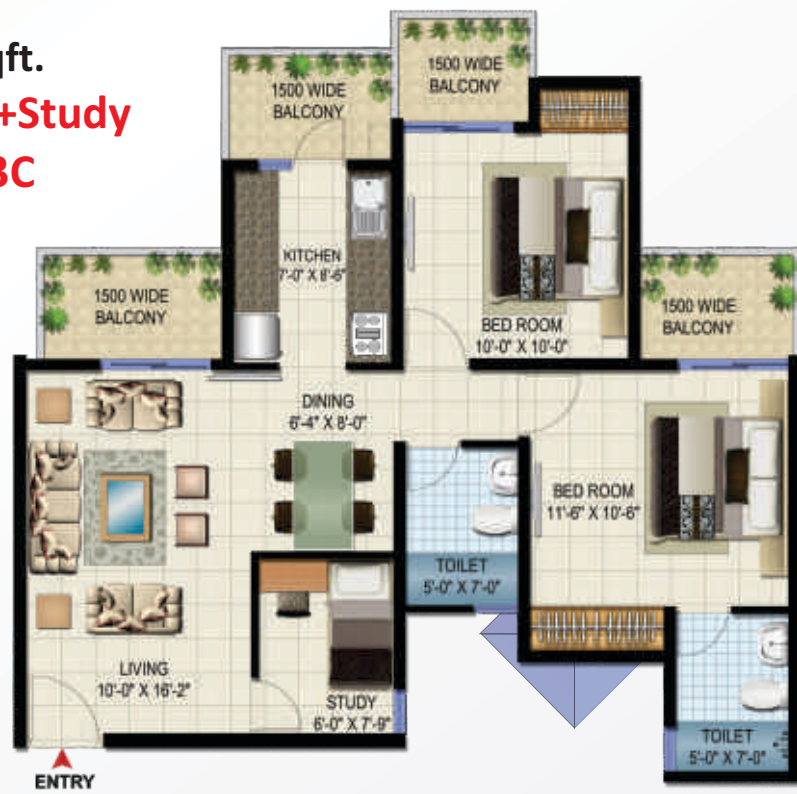 qft.
+Study
BC
1500 WIDE
BALCONY
1500 WIDE
BALCONY
KITCHEN
7'-0" X 8'-6"
1500 WIDE
BALCONY
BED ROOM
10'-0" X 10'-0"
1500 WIDE
BALCONY
DINING
6'-4" X 8'-0"
BED ROOM
11'-6" X 10'-6"
TOILET
5'-0" X 7'-0"
LIVING
10'-0" X 16'-2"
STUDY
6'-0" X 7'-9"
TOILET
5'-0" X 7'-0"
ENTRY